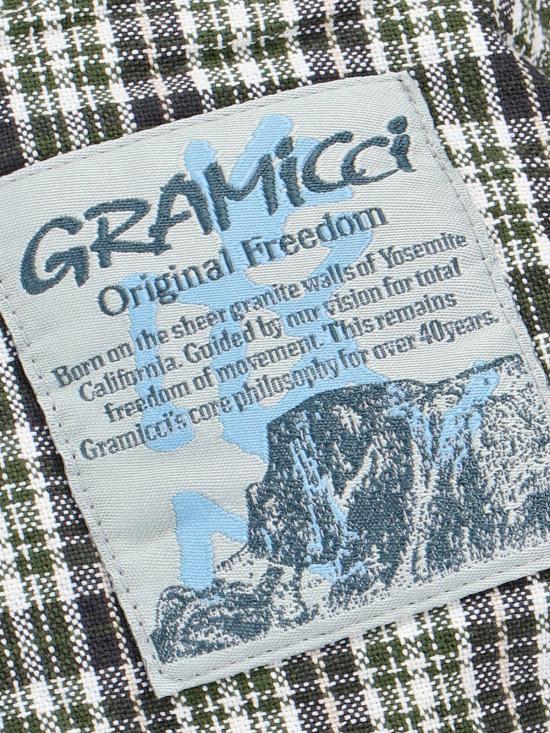 GRAMicci
Original Freedom
Born on the sheer granite walls of Yosemite
California. Guided by our vision for total
freedom of movement. This remains
Gramicci's core philosophy for over 40years.